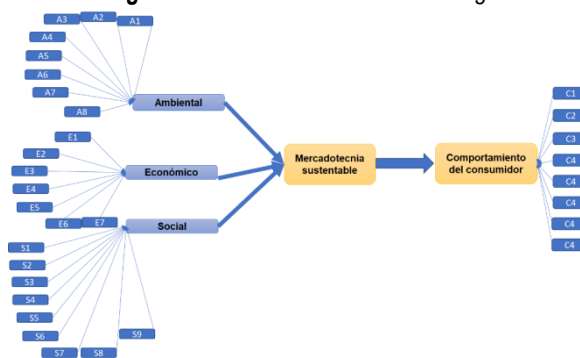 A3
A2
A1
A4
A5
A6
A7
A8
Ambiental
E1
E2
E3
E4
E5
E6
E7
Económico
S1
S2
S3
S4
S5
S6
S7
S8
S9
Social
Mercadotecnia
sustentable
Comportamiento
del consumidor
C1
C2
C3
C4
C4
C4
C4
C4